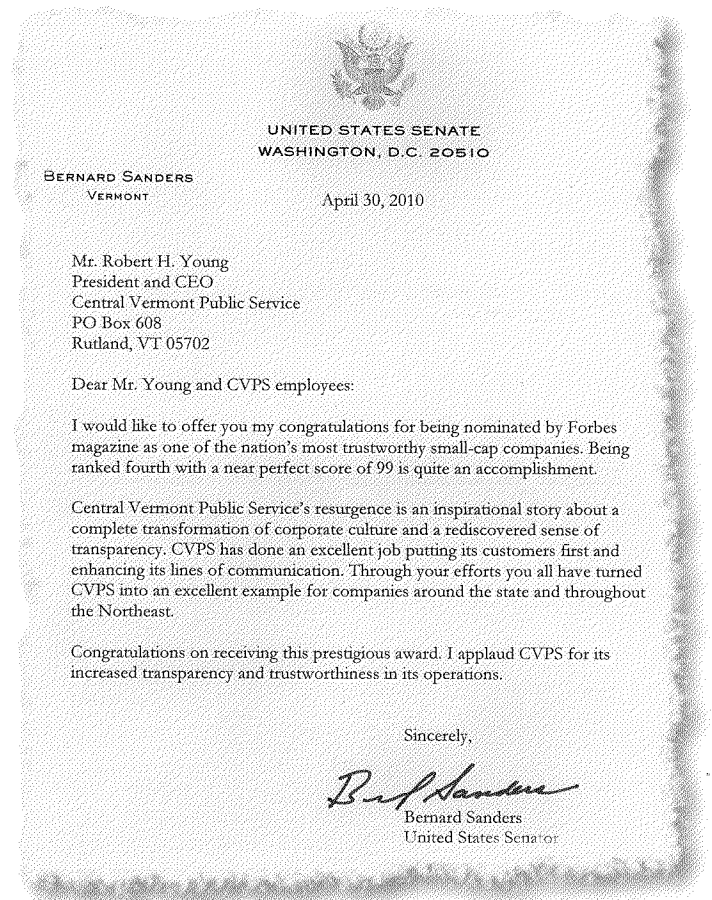 UNITED STATES SENATE
WASHINGTON, D.C. 20510
BERNARD SANDERS
VERMONT
April 30, 2010
Mr. Robert H. Young
President and CEO
Central Vermont Public Service
PO Box 608
Rutland, VT 05702
Dear Mr. Young and CVPS employees:
I would like to offer you my congratulations for being nominated by Forbes
magazine as one of the nation's most trustworthy small-cap companies. Being
ranked fourth with a near perfect score of 99 is quite an accomplishment.
Central Vermont Public Service's resurgence is an inspirational story about a
complete transformation of corporate culture and a rediscovered sense of
transparency. CVPS has done an excellent job putting its customers first and
enhancing its lines of communication. Through your efforts you all have turned
CVPS into an excellent example for companies around the state and throughout
the Northeast.
Congratulations on receiving this prestigious award. I applaud CVPS for its
increased transparency and trustworthiness in its operations.
Sincerely,
Bernard Sanders
United States Senator